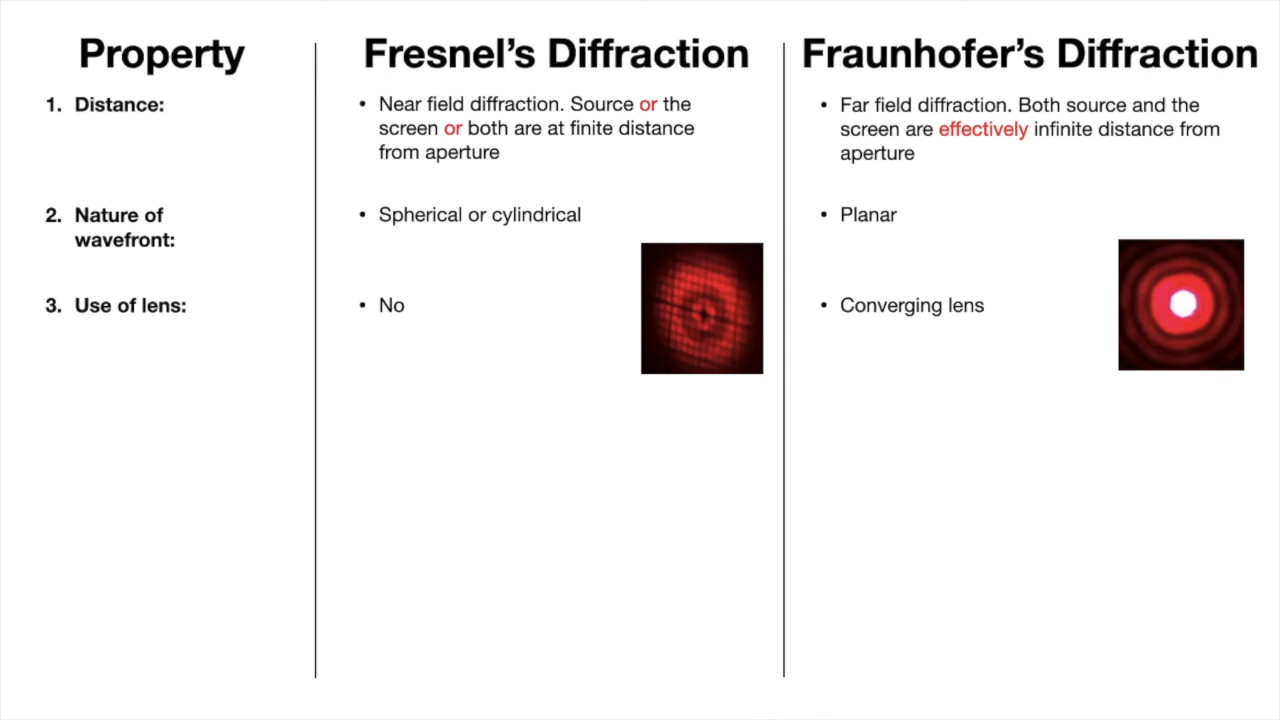 Property
Fresnel’s Diffraction
Fraunhofer’s Diffraction
1. Distance:
• Near field diffraction. Source or the
screen or both are at finite distance
from aperture
• Far field diffraction. Both source and the
screen are effectively infinite distance from
aperture
2. Nature of
wavefront:
• Spherical or cylindrical
• Planar
3. Use of lens:
• No
• Converging lens